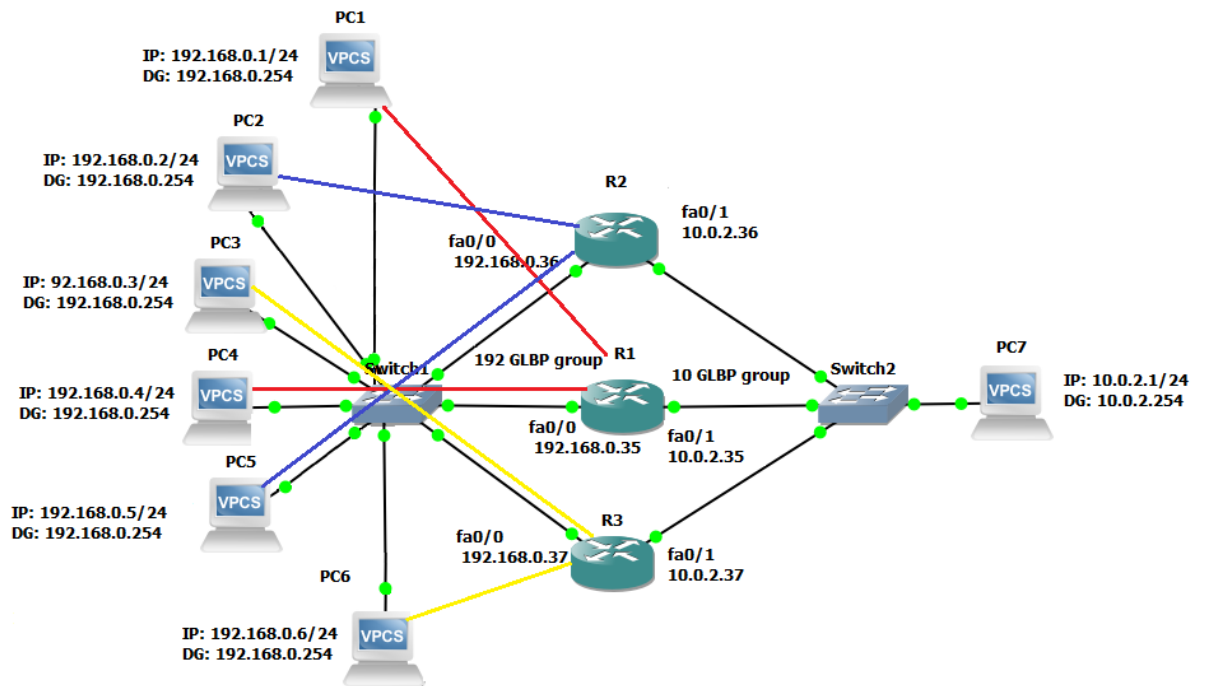 PC1
IP: 192.168.0.1/24
DG: 192.168.0.254
VPCS
PC2
IP: 192.168.0.2/24
DG: 192.168.0.254
VPCS
PC3
IP: 92.168.0.3/24
DG: 192.168.0.254
VPCS
PC4
IP: 192.168.0.4/24
DG: 192.168.0.254
VPCS
PC5
IP: 192.168.0.5/24
DG: 192.168.0.254
VPCS
PC6
IP: 192.168.0.6/24
DG: 192.168.0.254
VPCS
Switch1
R2
fa0/0
192.168.0.36
fa0/1
10.0.2.36
192 GLBP group
R1
10 GLBP group
fa0/0
192.168.0.35
fa0/1
10.0.2.35
R3
fa0/0
192.168.0.37
fa0/1
10.0.2.37
Switch2
PC7
VPCS
IP: 10.0.2.1/24
DG: 10.0.2.254